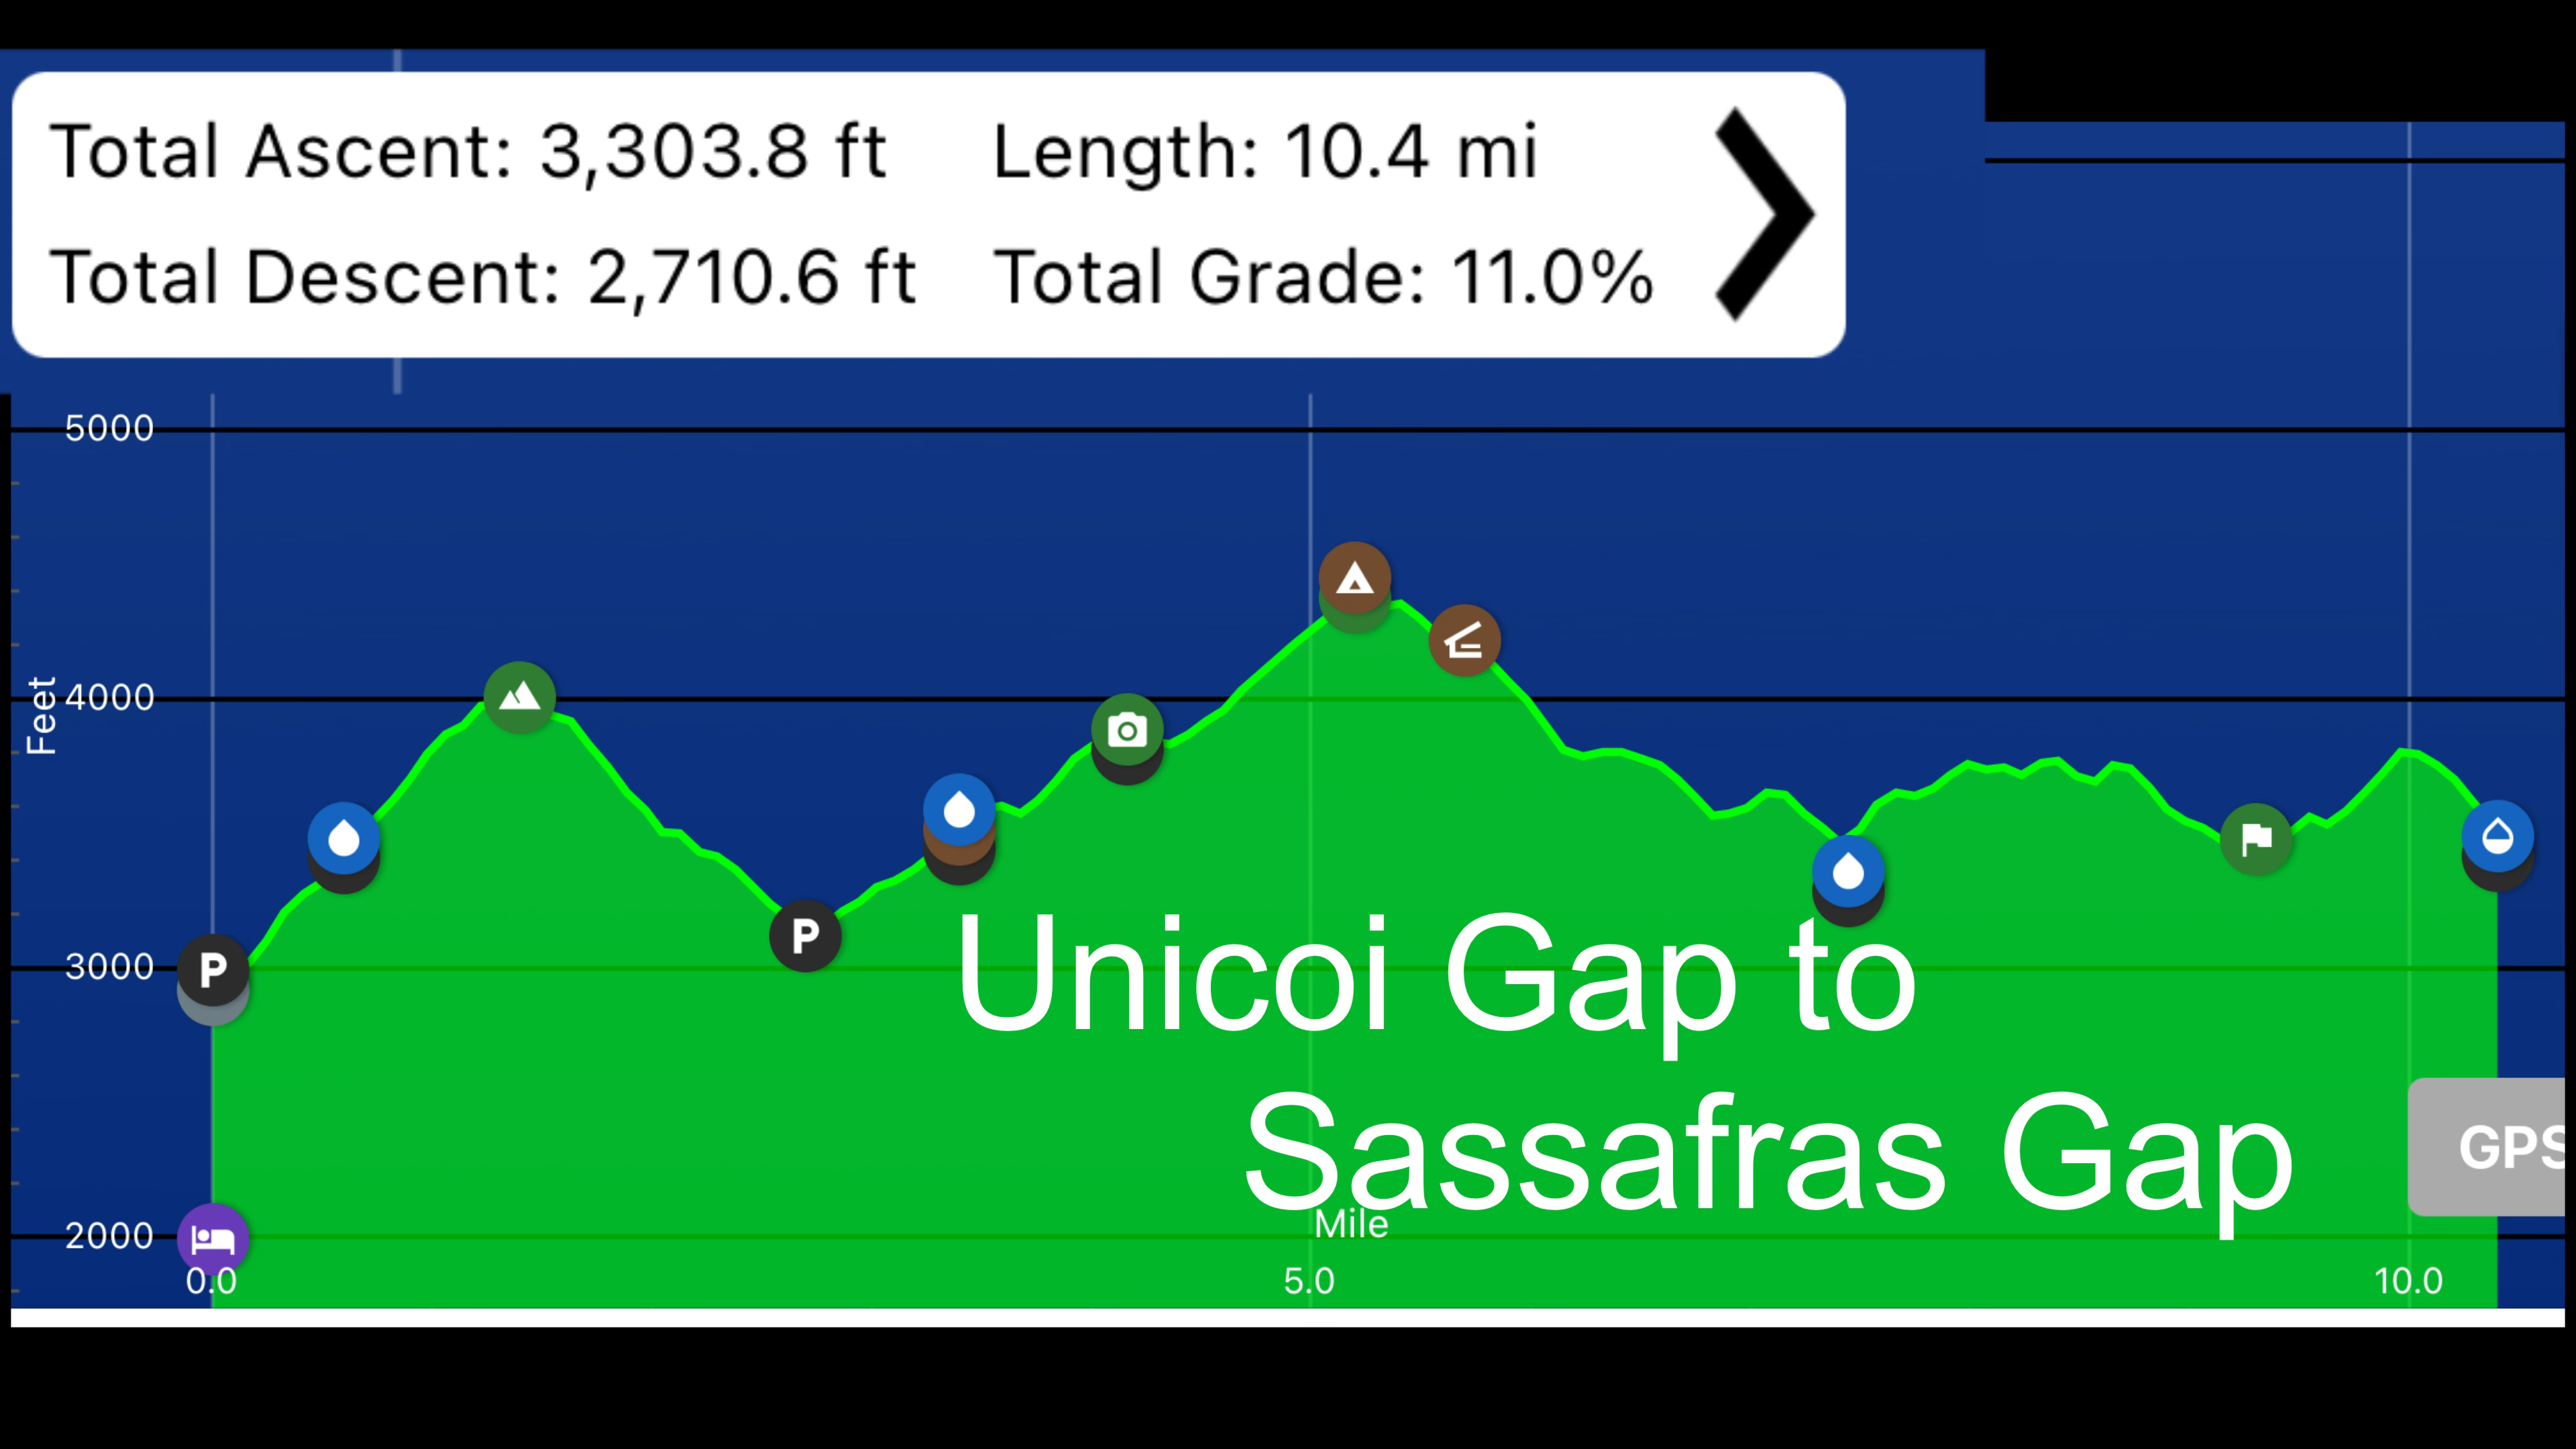 Total Ascent: 3,303.8 ft Length: 10.4 mi
Total Descent: 2,710.6 ft Total Grade: 11.0%
5000
Feet
4000
P
P
3000
Unicoi Gap to
Sassafras Gap
GPS
2000
Mile
0.0 5.0 10.0